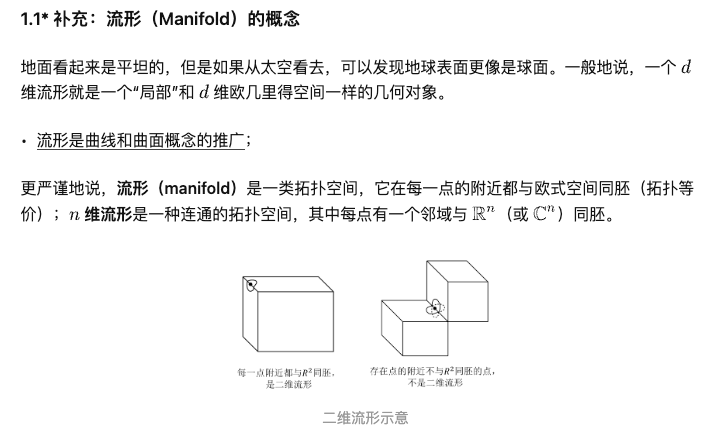 1.1* 补充：流形（Manifold）的概念
地面看起来是平坦的，但是如果从太空看去，可以发现地球表面更像是球面。一般地说，一个 d
维流形就是一个“局部”和 d 维欧几里得空间一样的几何对象。
• 流形是曲线和曲面概念的推广；
更严谨地说，流形（manifold）是一类拓扑空间，它在每一点的附近都与欧式空间同胚（拓扑等
价）；n 维流形是一种连通的拓扑空间，其中每点有一个邻域与 ℝⁿ（或 ℂⁿ）同胚。
每一点附近都与R²同胚，
是二维流形
存在点的附近不与R²同胚的点，
不是二维流形
二维流形示意